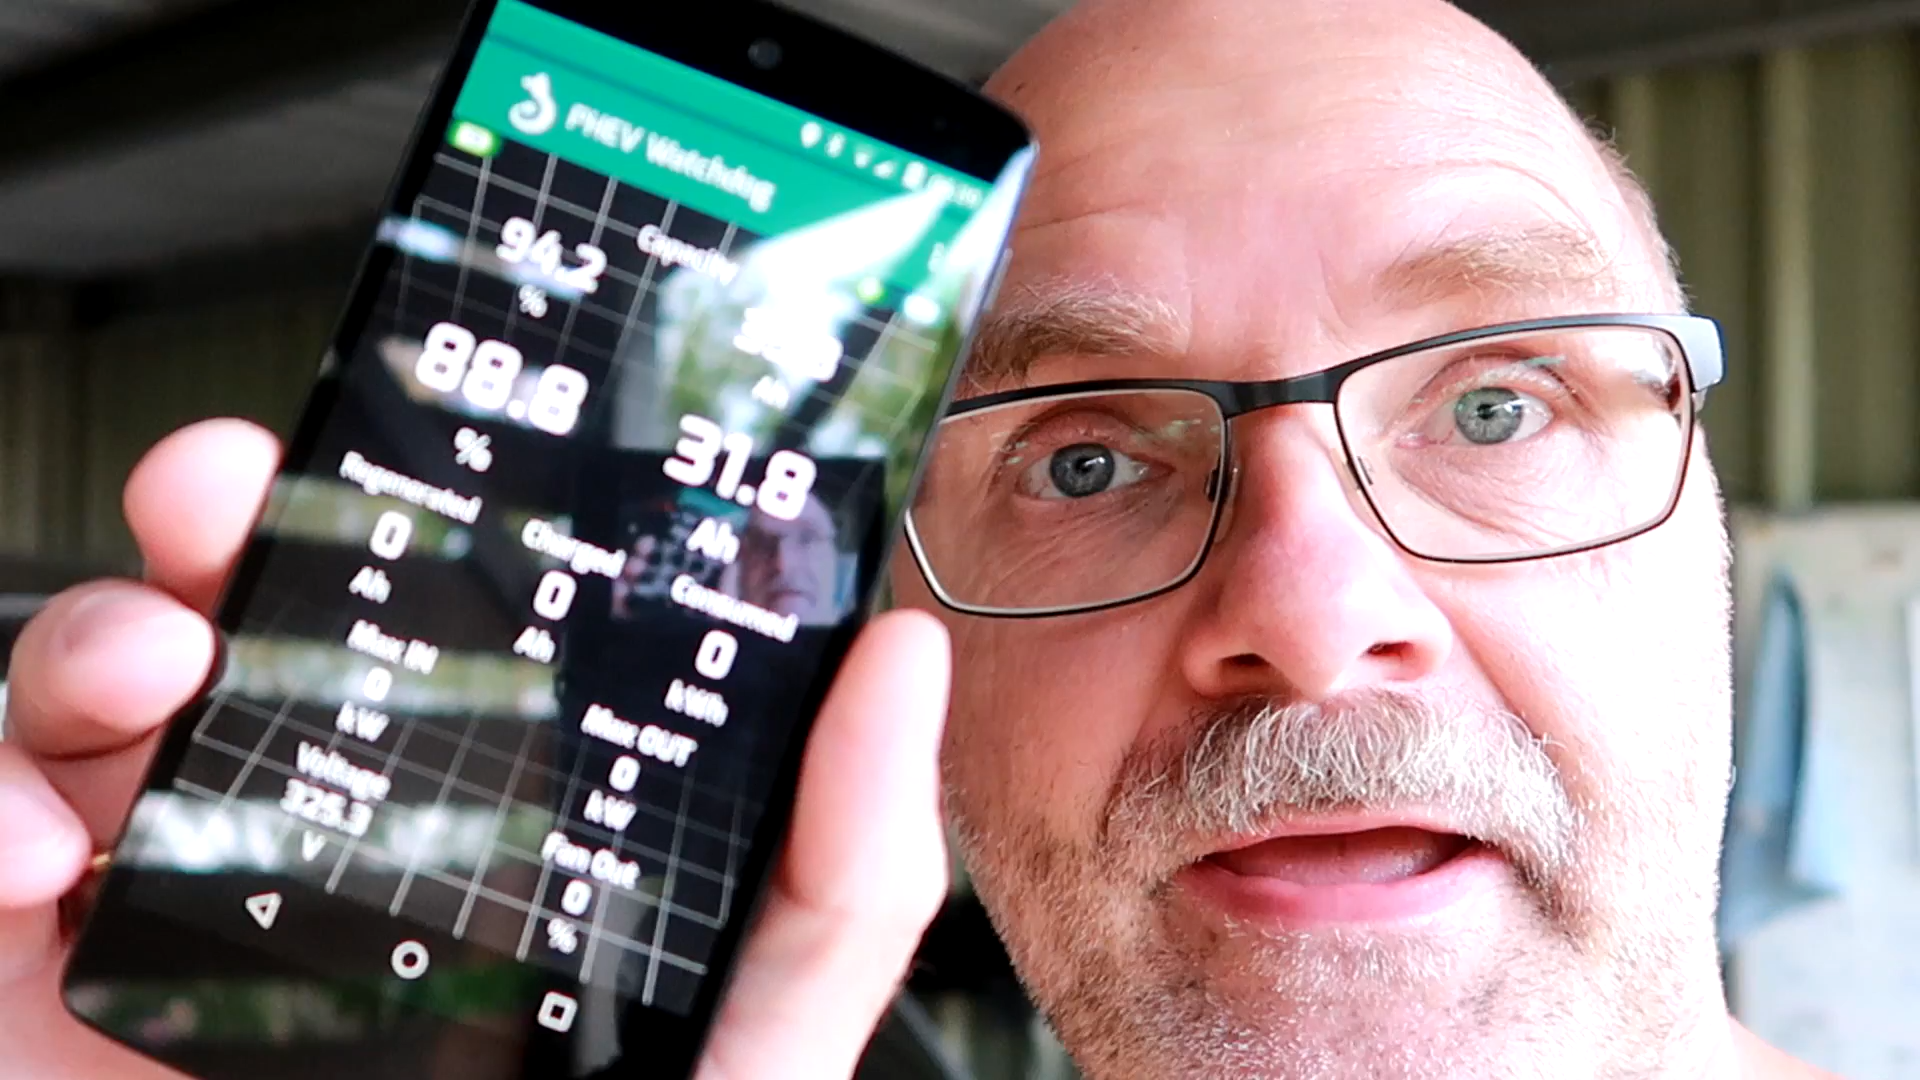 PHEV Watchdog
Capacity
94.2
%
88.8
%
Ah
31.8
Ah
Regenerated
0
Ah
Charged
0
Ah
Consumed
0
kWh
Max IN
0
kW
Max OUT
0
kW
Voltage
325.3
V
Fan Out
0
%